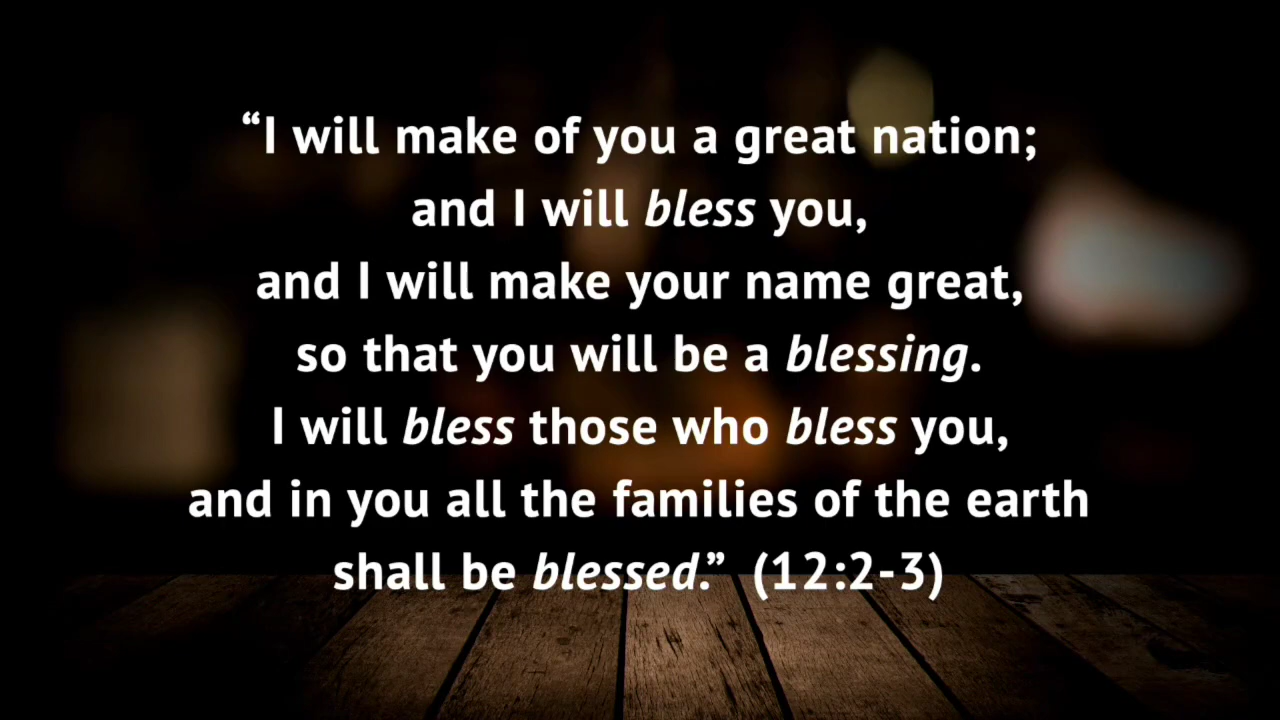 “I will make of you a great nation;
and I will bless you,
and I will make your name great,
so that you will be a blessing.
I will bless those who bless you,
and in you all the families of the earth
shall be blessed.” (12:2-3)